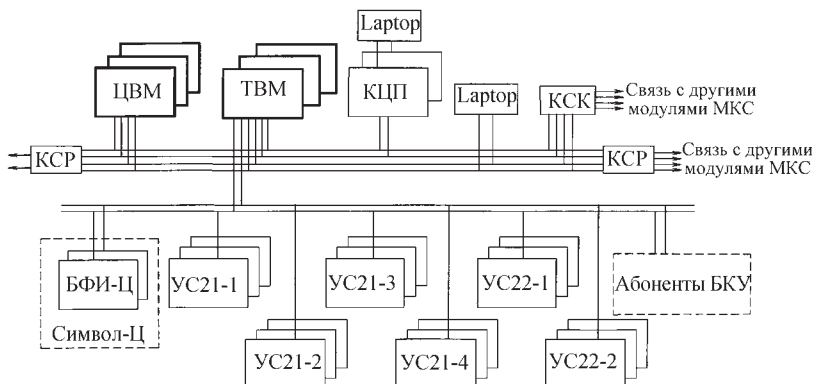 Laptop
ЦВМ
ТВМ
КЦП
Laptop
КСК
Связь с другими
модулями МКС
КСР
КСР
Связь с другими
модулями МКС
БФИ-Ц
Символ-Ц
УС21-1
УС21-3
УС22-1
Абоненты БКУ
УС21-2
УС21-4
УС22-2